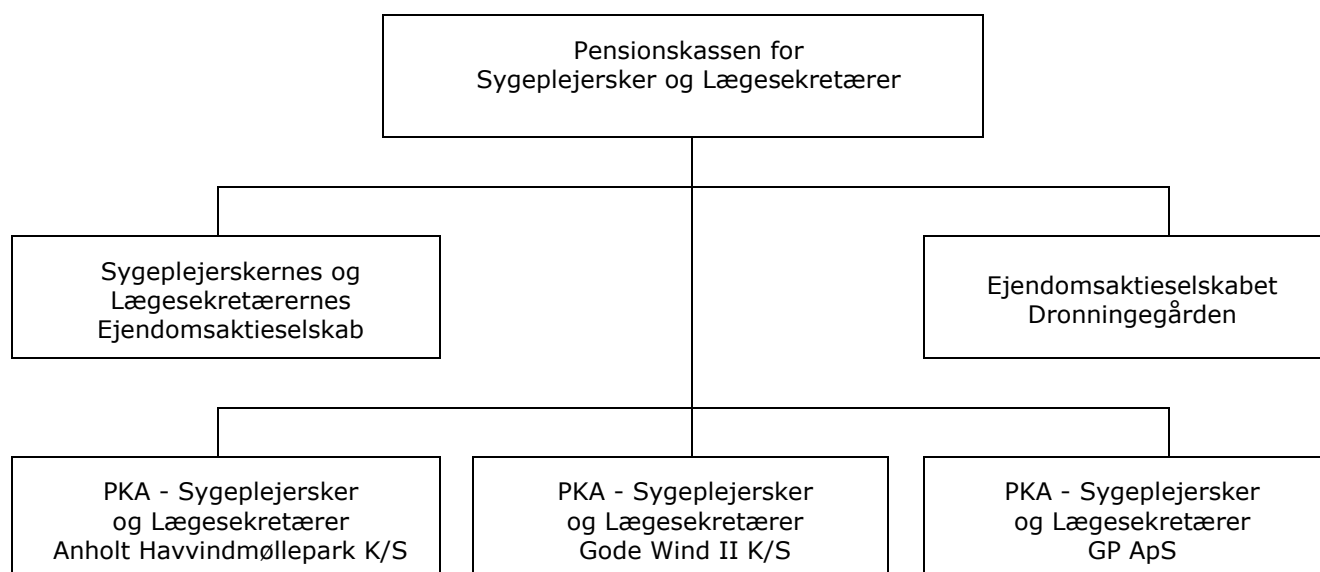 Pensionskassen for
Sygeplejersker og Lægesekretærer
Sygeplejerskernes og
Lægesekretærernes
Ejendomsaktieselskab
Ejendomsaktieselskabet
Dronningegården
PKA - Sygeplejersker
og Lægesekretærer
Anholt Havvindmøllepark K/S
PKA - Sygeplejersker
og Lægesekretærer
Gode Wind II K/S
PKA - Sygeplejersker
og Lægesekretærer
GP ApS